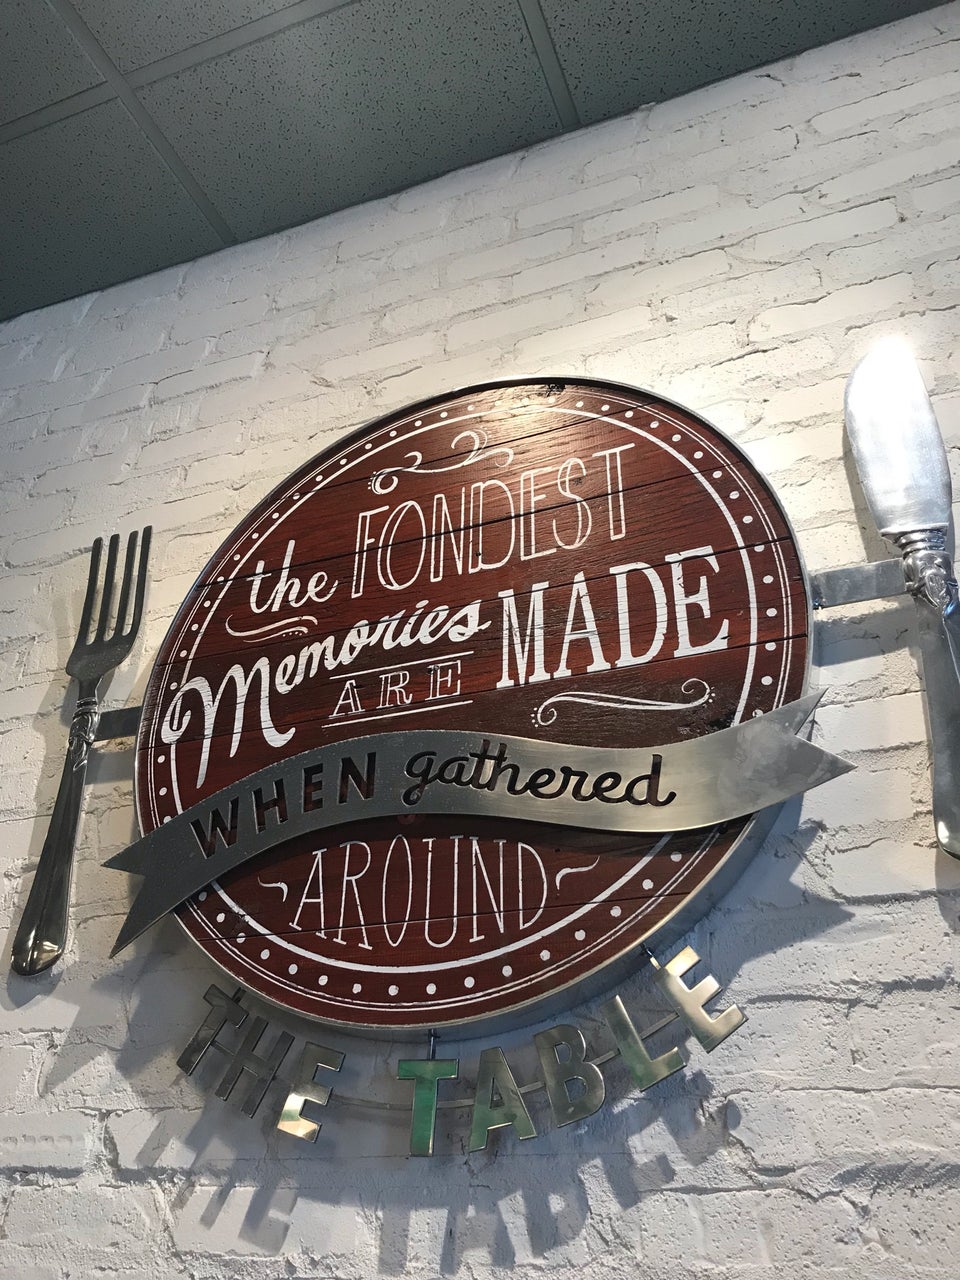 the FONDEST
Memories ARE MADE
WHEN gathered
AROUND
THE TABLE